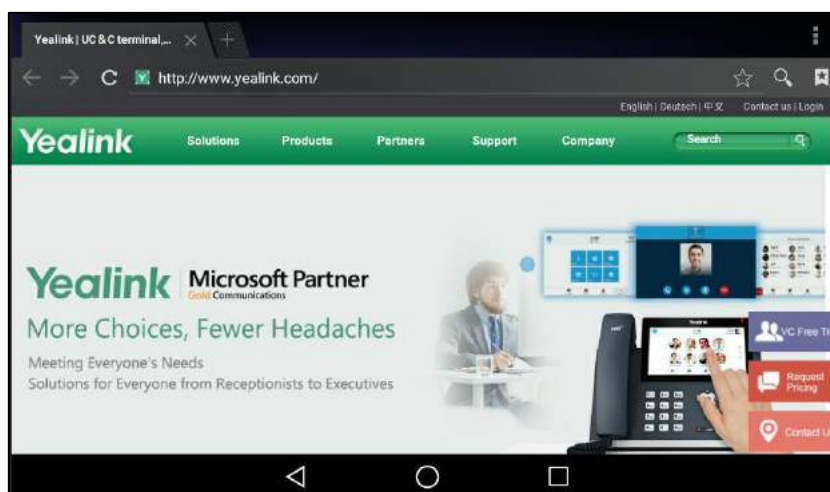 Yealink | UC & C terminal,...
http://www.yealink.com/
English | Deutsch | 中文 Contact us | Login
Yealink Solutions Products Partners Support Company Search
Yealink Microsoft Partner
Gold Communications
More Choices, Fewer Headaches
Meeting Everyone's Needs
Solutions for Everyone from Receptionists to Executives
Yealink
VC Free Tr
Request
Pricing
Contact U